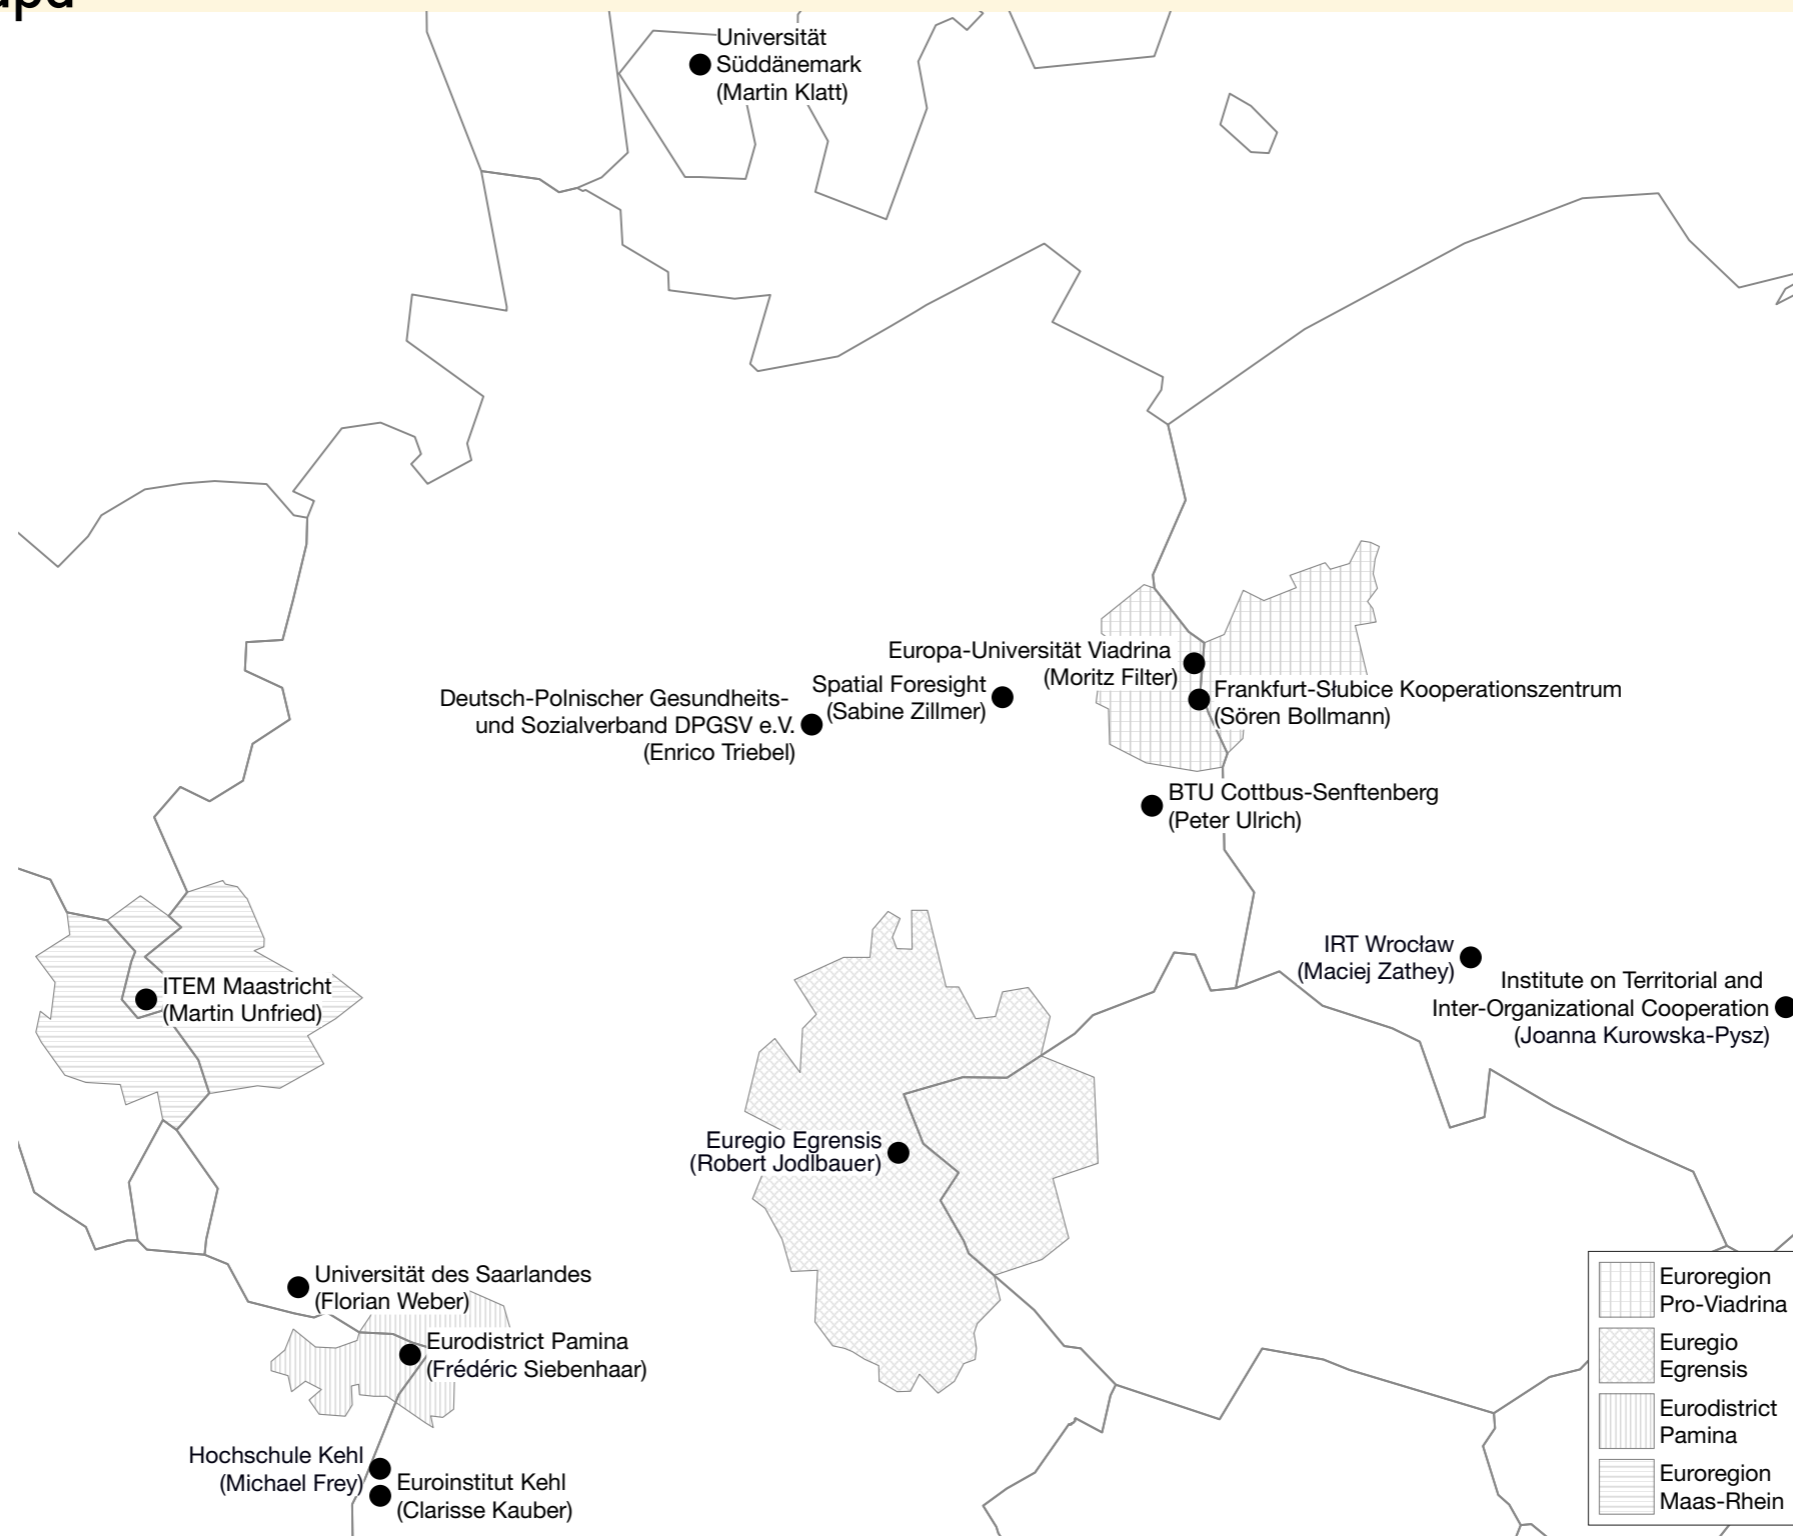 Universität
Süddänemark
(Martin Klatt)
Europa-Universität Viadrina
(Moritz Filter)
Spatial Foresight
(Sabine Zillmer)
Frankfurt-Słubice Kooperationszentrum
(Sören Bollmann)
Deutsch-Polnischer Gesundheits-
und Sozialverband DPGSV e.V.
(Enrico Triebel)
BTU Cottbus-Senftenberg
(Peter Ulrich)
IRT Wrocław
(Maciej Zathey)
Institute on Territorial and
Inter-Organizational Cooperation
(Joanna Kurowska-Pysz)
ITEM Maastricht
(Martin Unfried)
Euregio Egrensis
(Robert Jodlbauer)
Universität des Saarlandes
(Florian Weber)
Eurodistrict Pamina
(Frédéric Siebenhaar)
Hochschule Kehl
(Michael Frey)
Euroinstitut Kehl
(Clarisse Kauber)
Euroregion
Pro-Viadrina
Euregio
Egrensis
Eurodistrict
Pamina
Euroregion
Maas-Rhein